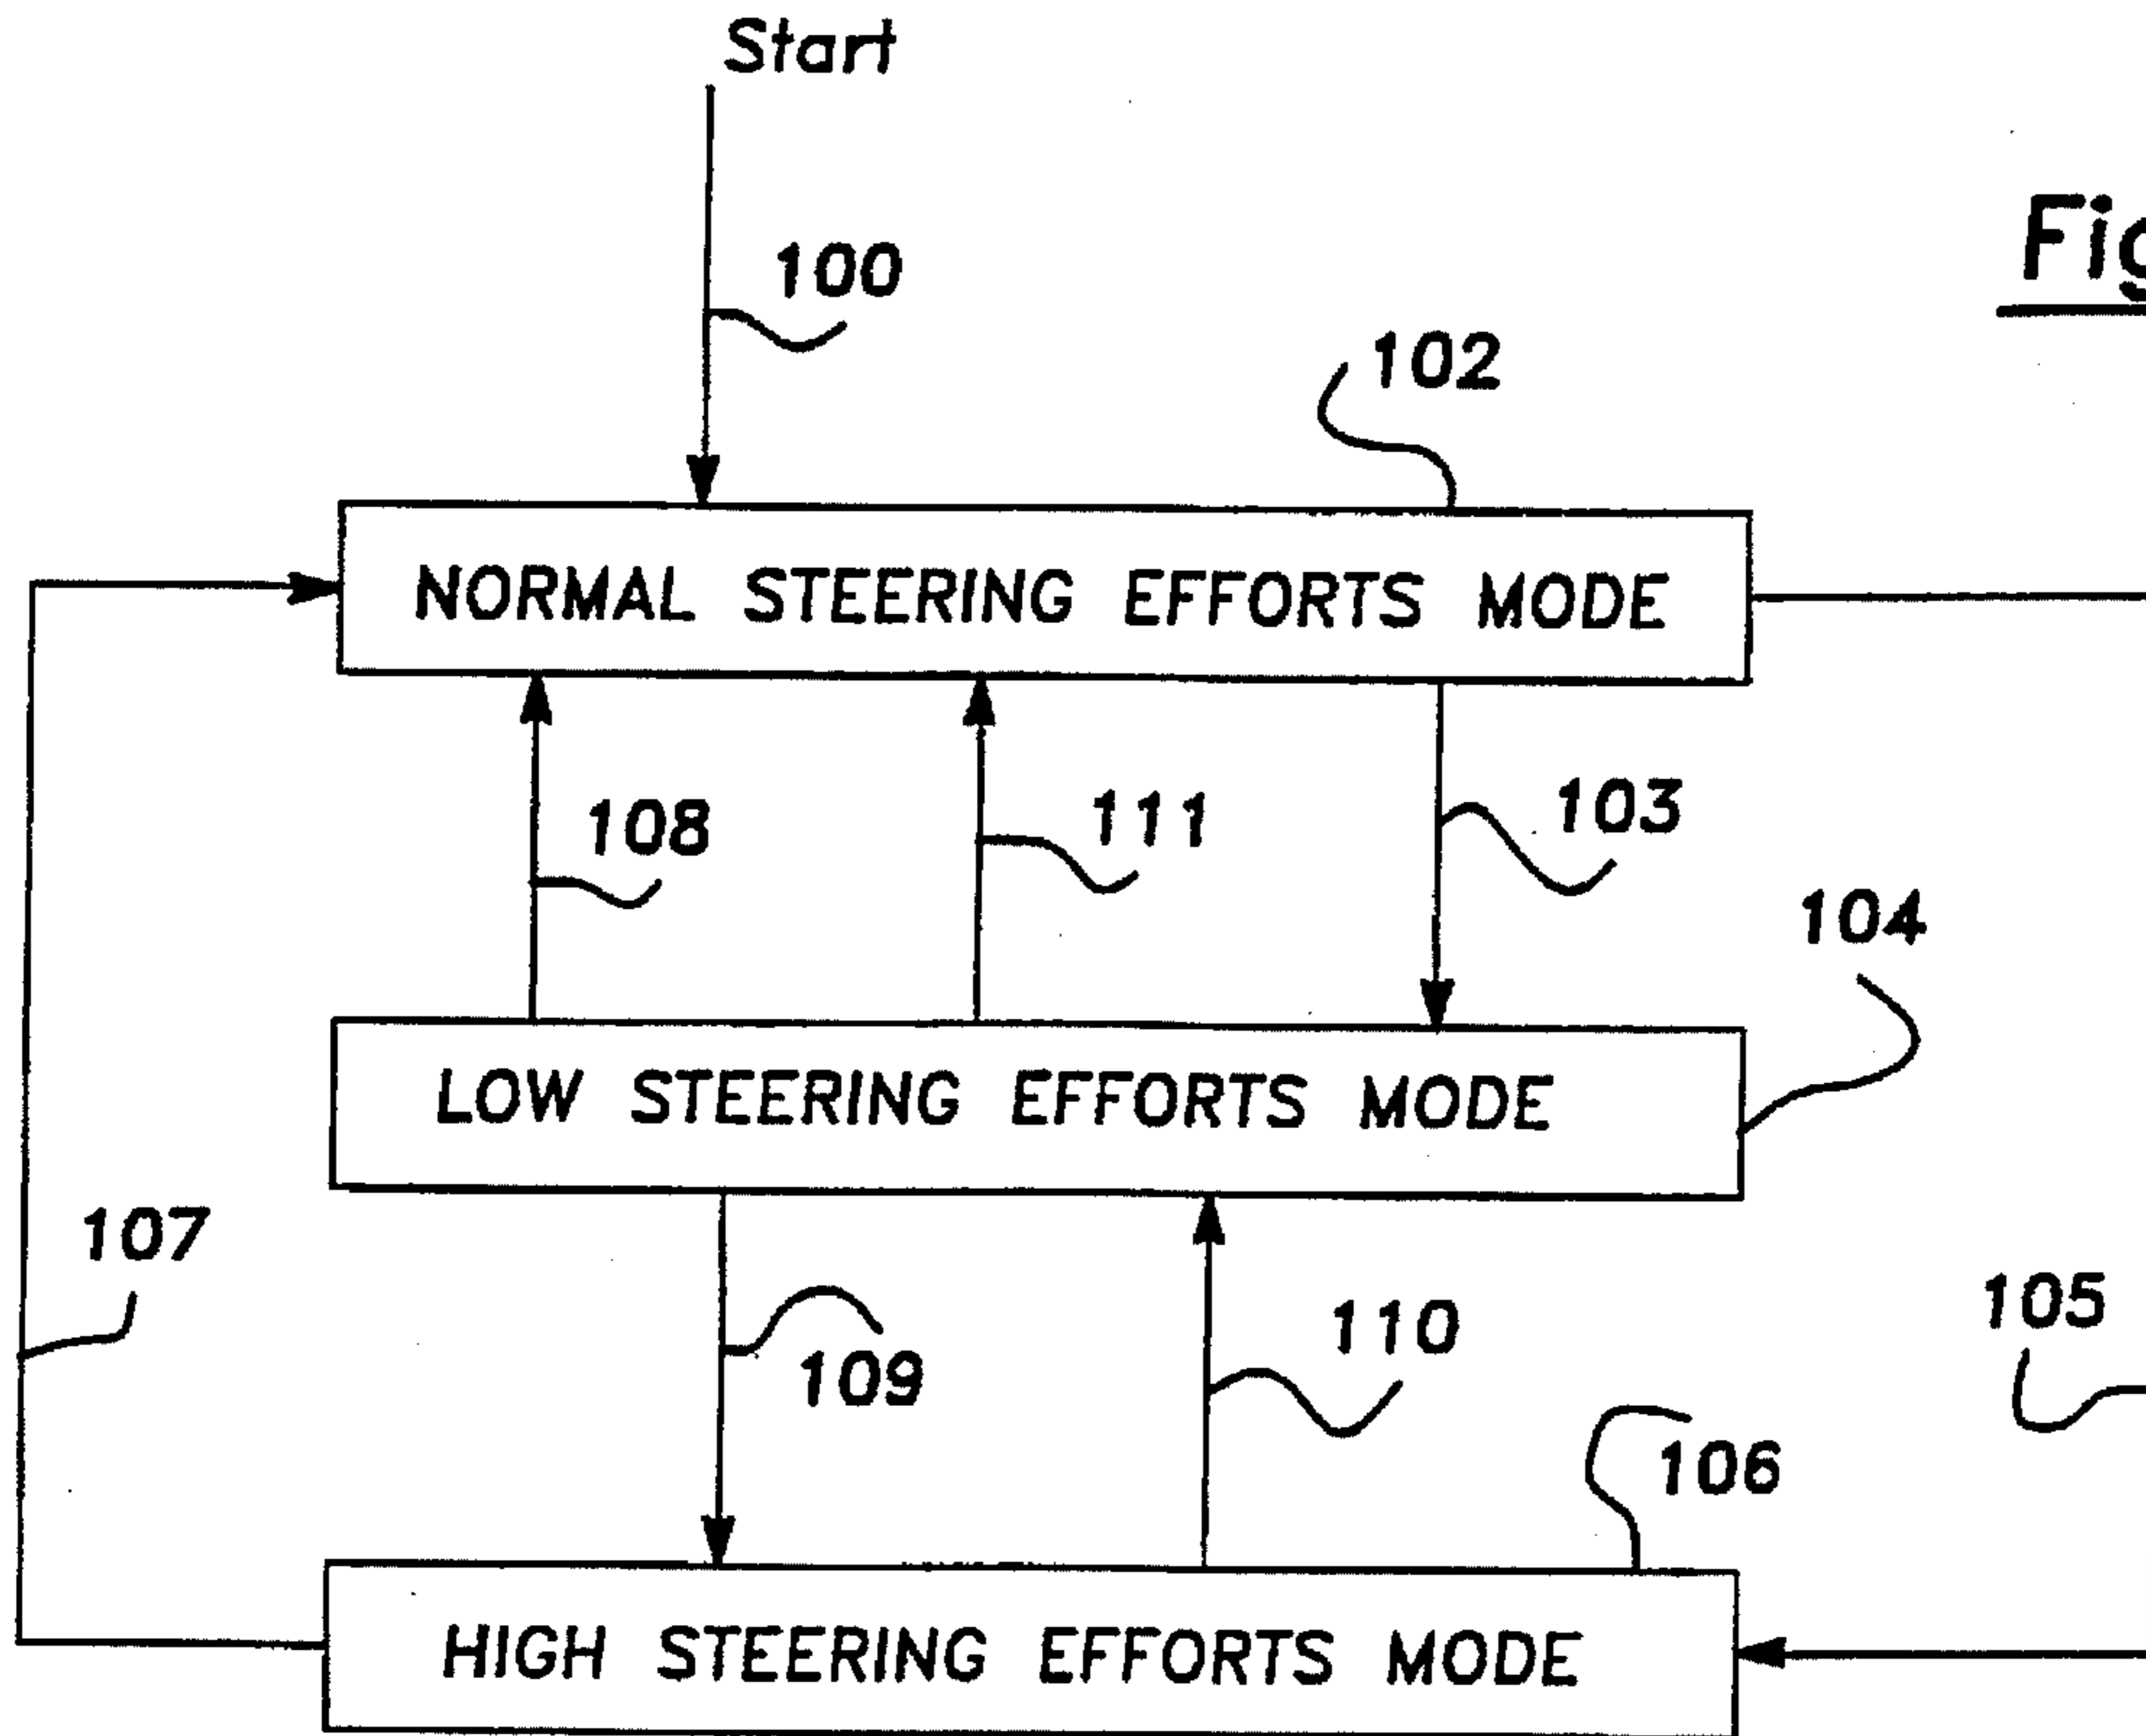 Start
100
Fig
102
NORMAL STEERING EFFORTS MODE
108
111
103
104
LOW STEERING EFFORTS MODE
107
109
110
105
106
HIGH STEERING EFFORTS MODE